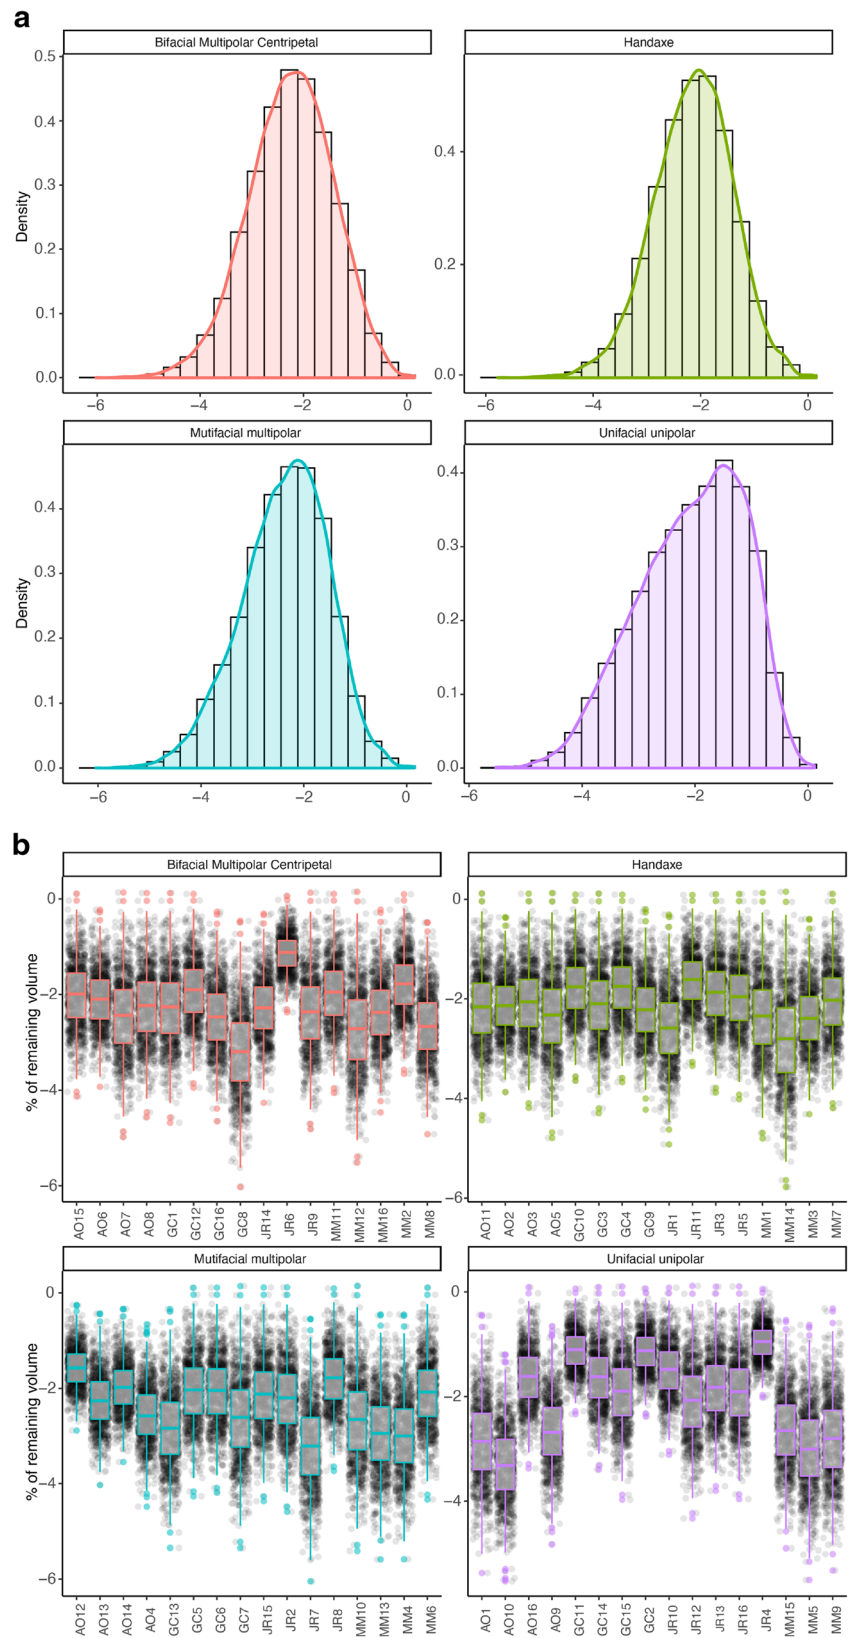 a
Bifacial Multipolar Centripetal
Handaxe
Density
0.5
0.4
0.3
0.2
0.1
0.0
−6 −4 −2 0
0.4
0.2
0.0
−6 −4 −2 0
Mutifacial multipolar
Unifacial unipolar
Density
0.4
0.3
0.2
0.1
0.0
−6 −4 −2 0
0.4
0.3
0.2
0.1
0.0
−6 −4 −2 0
b
Bifacial Multipolar Centripetal
Handaxe
% of remaining volume
0
−2
−4
−6
AO15 AO6 AO7 AO8 GC1 GC12 GC16 GC8 JR14 JR6 JR9 MM11 MM12 MM16 MM2 MM8
0
−2
−4
−6
AO11 AO2 AO3 AO5 GC10 GC3 GC4 GC9 JR1 JR11 JR3 JR5 MM1 MM14 MM3 MM7
Mutifacial multipolar
Unifacial unipolar
% of remaining volume
0
−2
−4
−6
AO12 AO13 AO14 AO4 GC13 GC5 GC6 GC7 JR15 JR2 JR7 JR8 MM10 MM13 MM4 MM6
0
−2
−4
AO1 AO10 AO16 AO9 GC11 GC14 GC15 GC2 JR10 JR12 JR13 JR16 JR4 MM15 MM5 MM9